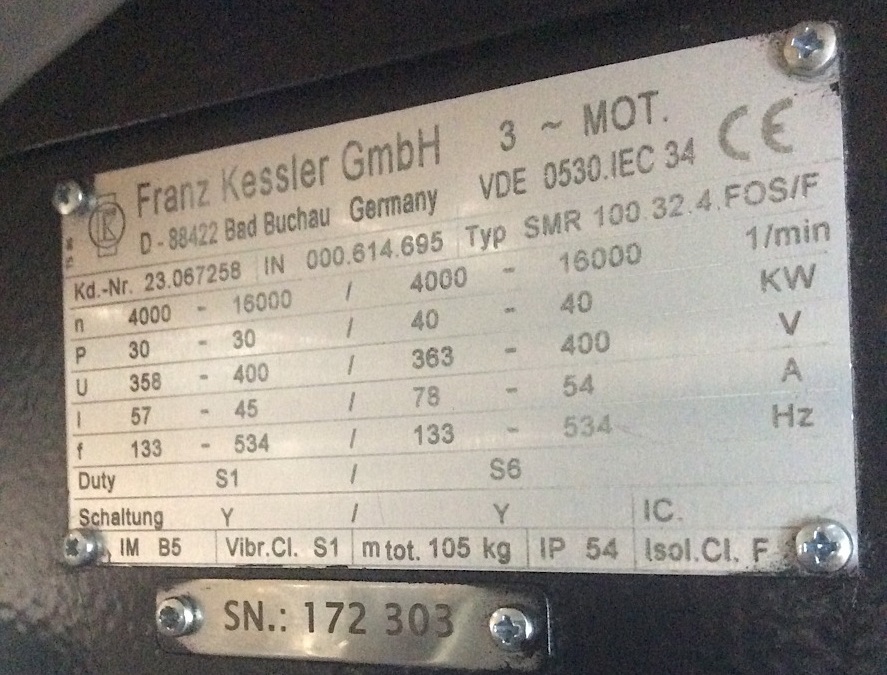 Franz Kessler GmbH 3 ~ MOT. CE
D - 88422 Bad Buchau Germany VDE 0530.IEC 34
Kd.-Nr. 23.067258 IN 000.614.695 Typ SMR 100.32.4.FOS/F
n 4000 - 16000 / 4000 - 16000 1/min
P 30 - 30 / 40 - 40 KW
U 358 - 400 / 363 - 400 V
I 57 - 45 / 78 - 54 A
f 133 - 534 / 133 - 534 Hz
Duty S1 / S6
Schaltung Y / Y IC.
IM B5 Vibr.Cl. S1 m tot. 105 kg IP 54 Isol.Cl. F
SN.: 172 303